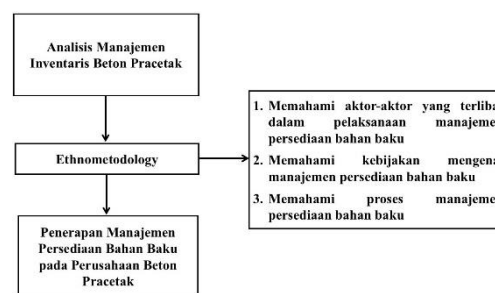 Analisis Manajemen
Inventaris Beton Pracetak
Ethnometodology
1. Memahami aktor-aktor yang terliba
dalam pelaksanaan manajeme
persediaan bahan baku
2. Memahami kebijakan mengena
manajemen persediaan bahan baku
3. Memahami proses manajeme
persediaan bahan baku
Penerapan Manajemen
Persediaan Bahan Baku
pada Perusahaan Beton
Pracetak